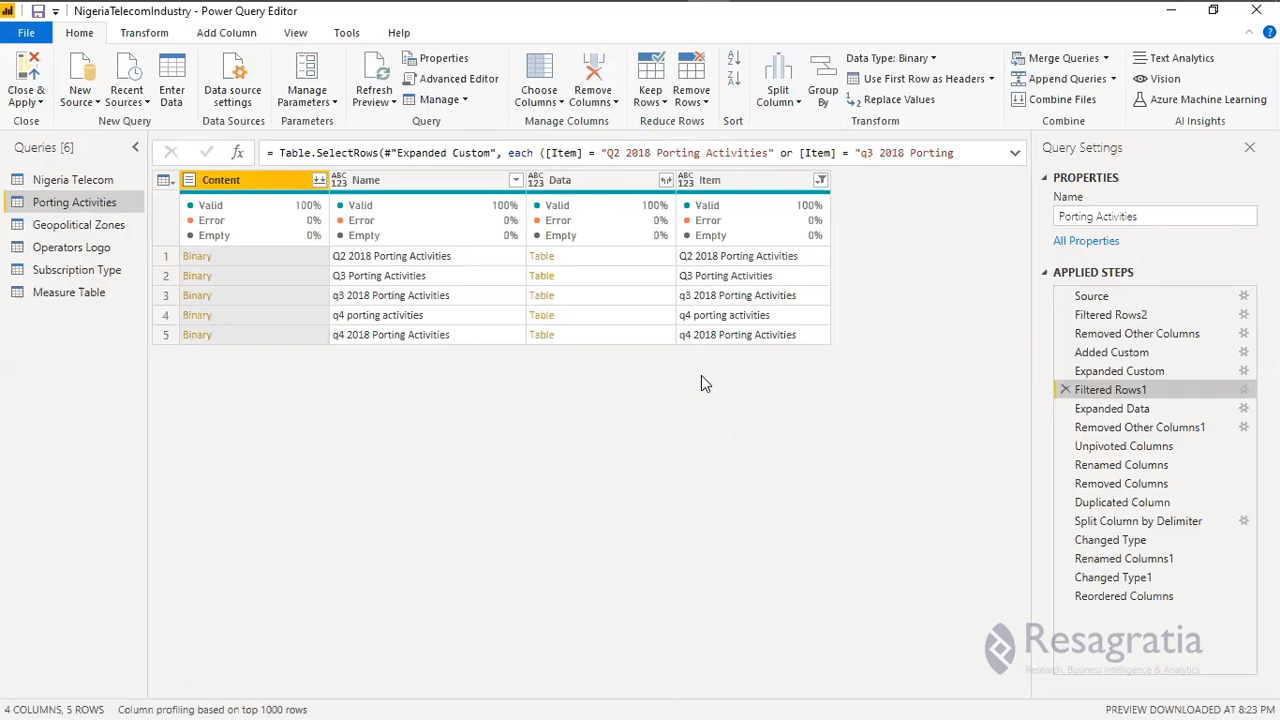 NigeriaTelecomIndustry - Power Query Editor
File Home Transform Add Column View Tools Help
Close & Apply
Close
New Source
Recent Sources
Enter Data
New Query
Data source settings
Data Sources
Manage Parameters
Parameters
Refresh Preview
Properties
Advanced Editor
Manage
Query
Choose Columns
Remove Columns
Manage Columns
Keep Rows
Remove Rows
Reduce Rows
Sort
Split Column
Group By
Data Type: Binary
Use First Row as Headers
Replace Values
Transform
Merge Queries
Append Queries
Combine Files
Combine
Text Analytics
Vision
Azure Machine Learning
AI Insights
Queries [6]
Nigeria Telecom
Porting Activities
Geopolitical Zones
Operators Logo
Subscription Type
Measure Table
fx = Table.SelectRows(#"Expanded Custom", each ([Item] = "Q2 2018 Porting Activities" or [Item] = "q3 2018 Porting
Content ABC 123 Name ABC 123 Data ABC 123 Item
Valid 100% Valid 100% Valid 100% Valid 100%
Error 0% Error 0% Error 0% Error 0%
Empty 0% Empty 0% Empty 0% Empty 0%
1 Binary Q2 2018 Porting Activities Table Q2 2018 Porting Activities
2 Binary Q3 Porting Activities Table Q3 Porting Activities
3 Binary q3 2018 Porting Activities Table q3 2018 Porting Activities
4 Binary q4 porting activities Table q4 porting activities
5 Binary q4 2018 Porting Activities Table q4 2018 Porting Activities
Query Settings
PROPERTIES
Name
Porting Activities
All Properties
APPLIED STEPS
Source
Filtered Rows2
Removed Other Columns
Added Custom
Expanded Custom
Filtered Rows1
Expanded Data
Removed Other Columns1
Unpivoted Columns
Renamed Columns
Removed Columns
Duplicated Column
Split Column by Delimiter
Changed Type
Renamed Columns1
Changed Type1
Reordered Columns
Resagratia
Research, Business Intelligence & Analytics
4 COLUMNS, 5 ROWS Column profiling based on top 1000 rows
PREVIEW DOWNLOADED AT 8:23 PM